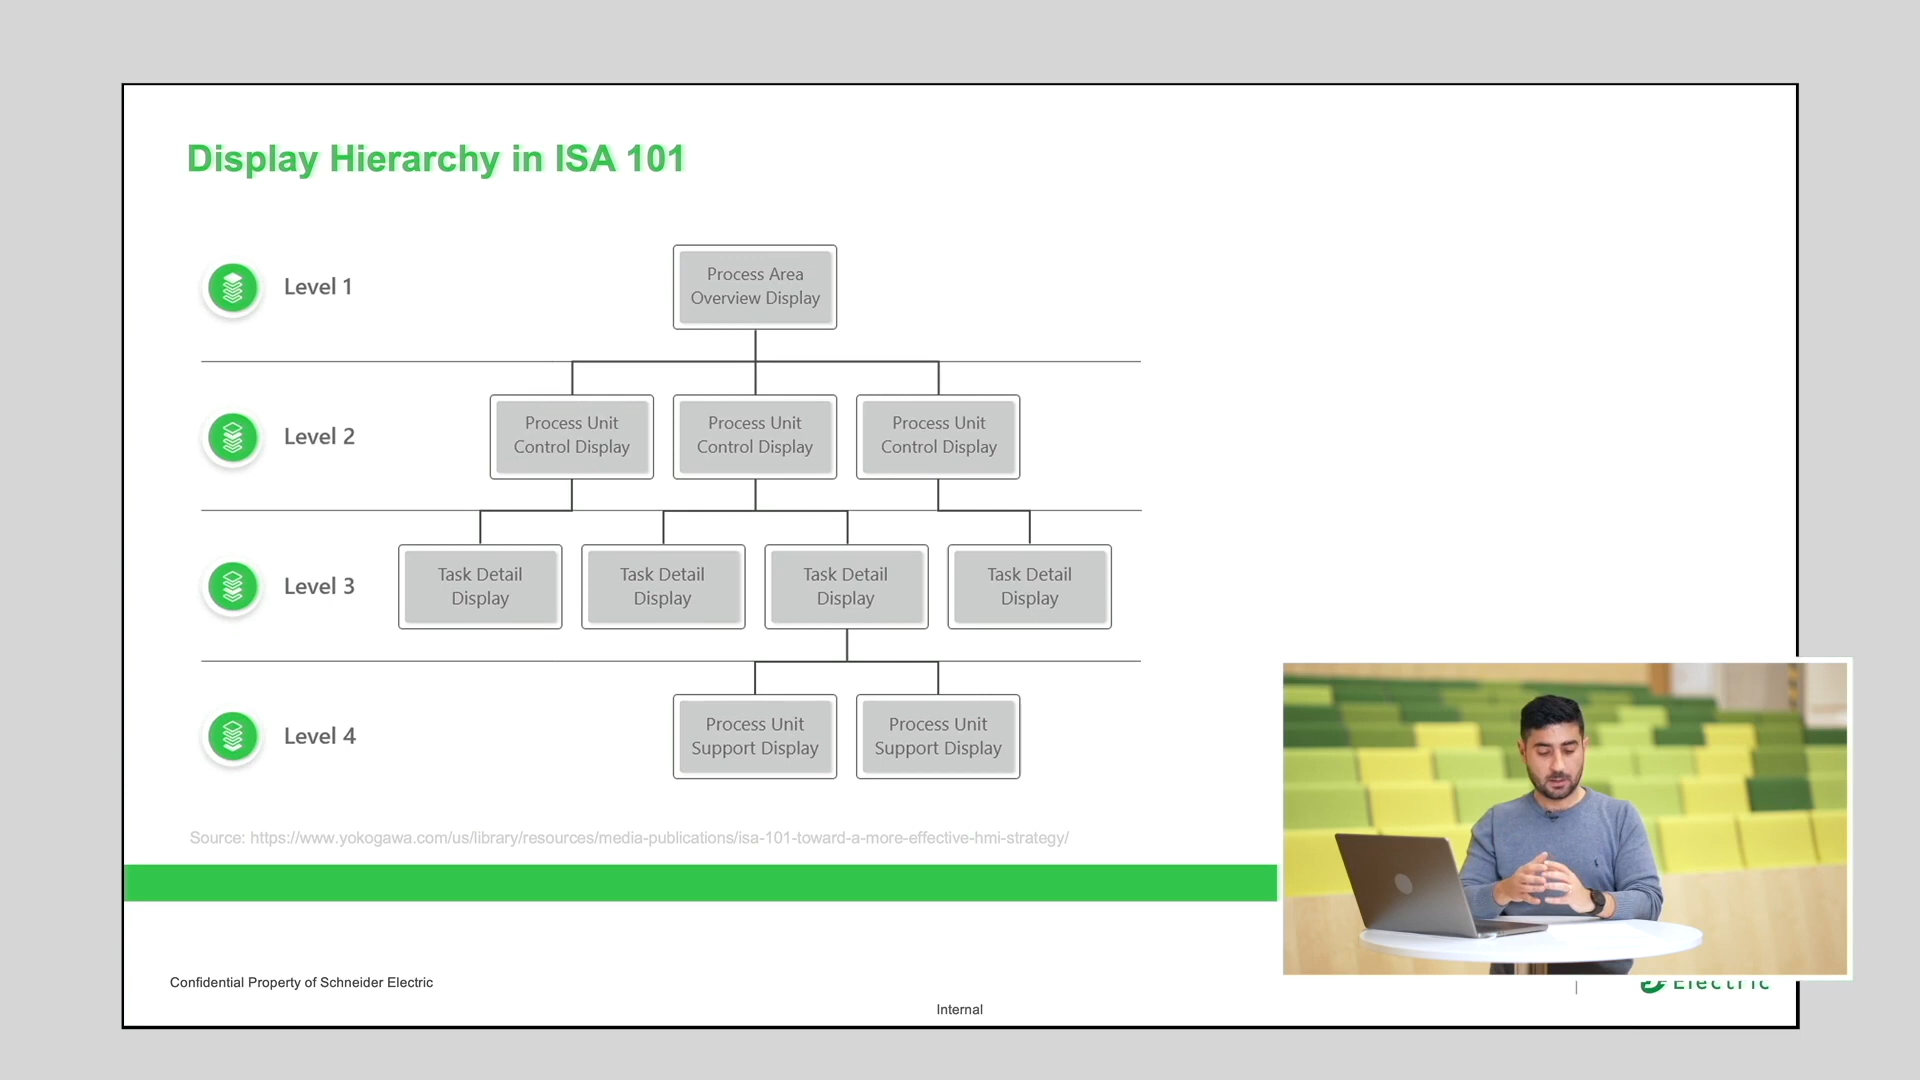 Display Hierarchy in ISA 101
Level 1
Process Area
Overview Display
Level 2
Process Unit
Control Display
Process Unit
Control Display
Process Unit
Control Display
Level 3
Task Detail
Display
Task Detail
Display
Task Detail
Display
Task Detail
Display
Level 4
Process Unit
Support Display
Process Unit
Support Display
Source: https://www.yokogawa.com/us/library/resources/media-publications/isa-101-toward-a-more-effective-hmi-strategy/
Confidential Property of Schneider Electric
Electric
Internal